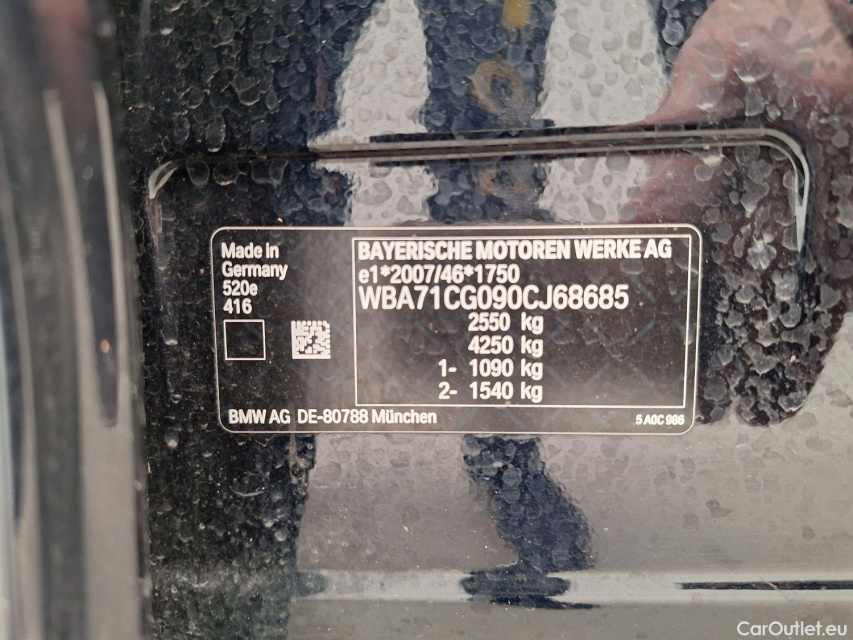 Made in
Germany
520e
416
BAYERISCHE MOTOREN WERKE AG
e1*2007/46*1750
WBA71CG090CJ68685
2550 kg
4250 kg
1- 1090 kg
2- 1540 kg
BMW AG DE-80788 München
5 A0C 966
CarOutlet.eu